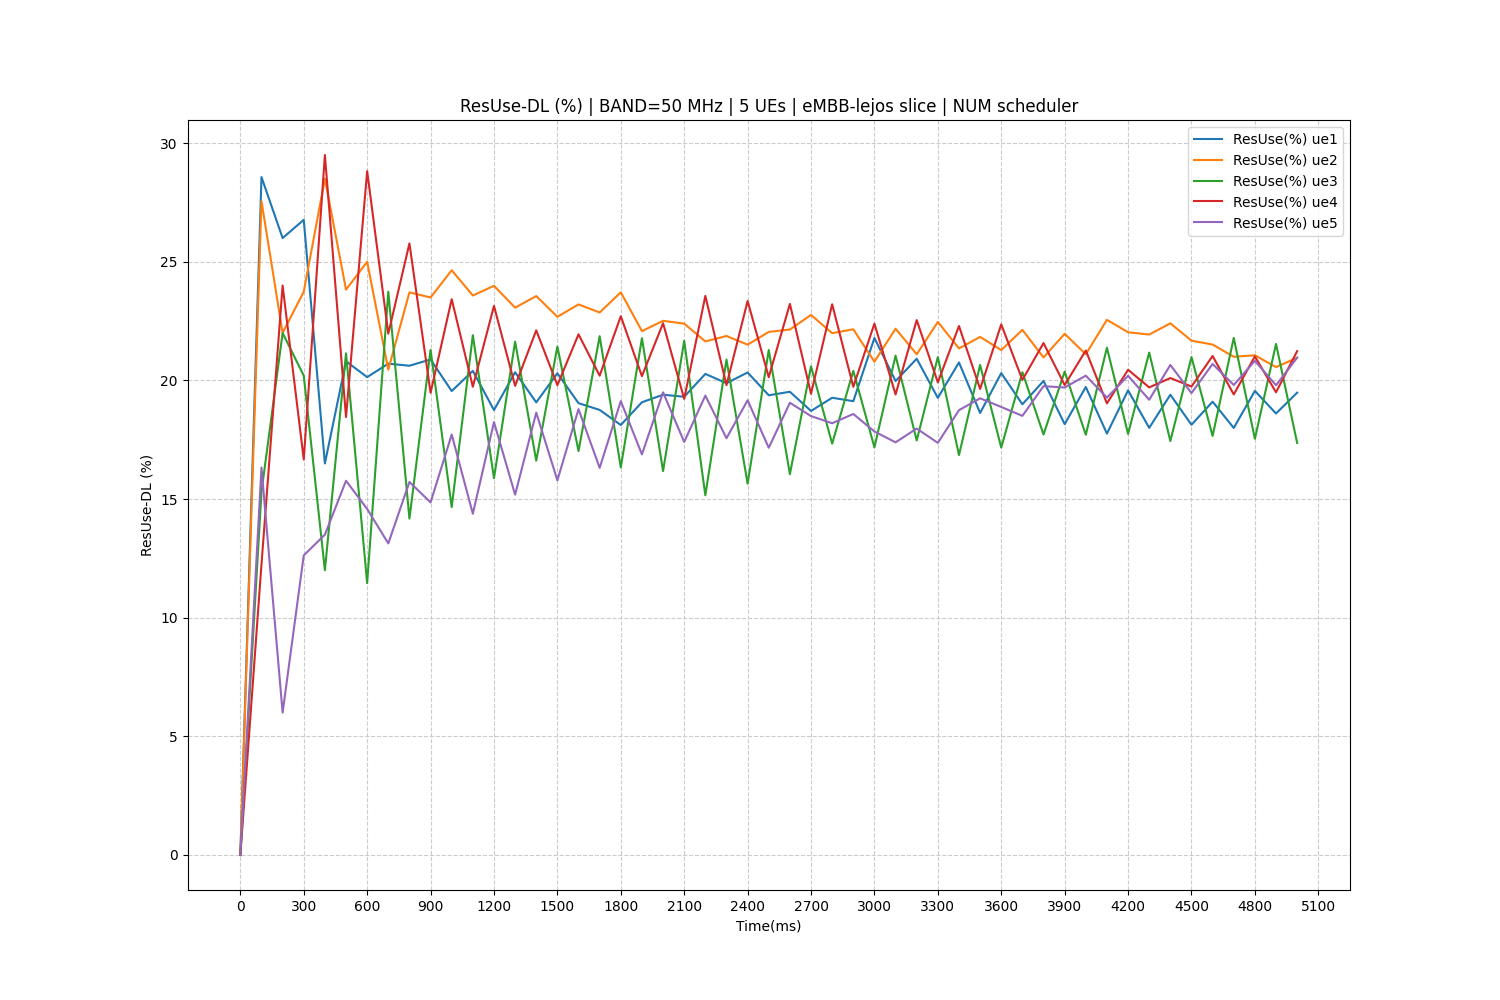 ResUse-DL (%) | BAND=50 MHz | 5 UEs | eMBB-lejos slice | NUM scheduler
ResUse(%) ue1
ResUse(%) ue2
ResUse(%) ue3
ResUse(%) ue4
ResUse(%) ue5
30
25
20
15
10
5
0
ResUse-DL (%)
0 300 600 900 1200 1500 1800 2100 2400 2700 3000 3300 3600 3900 4200 4500 4800 5100
Time(ms)